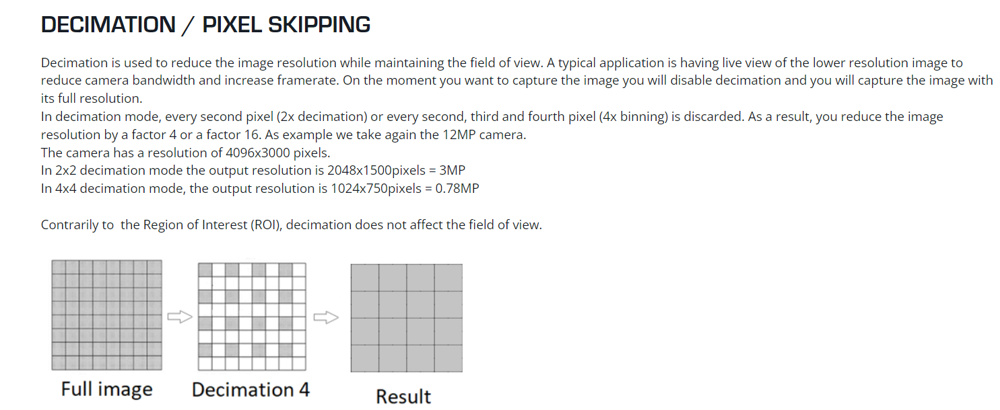 DECIMATION / PIXEL SKIPPING
Decimation is used to reduce the image resolution while maintaining the field of view. A typical application is having live view of the lower resolution image to
reduce camera bandwidth and increase framerate. On the moment you want to capture the image you will disable decimation and you will capture the image with
its full resolution.
In decimation mode, every second pixel (2x decimation) or every second, third and fourth pixel (4x binning) is discarded. As a result, you reduce the image
resolution by a factor 4 or a factor 16. As example we take again the 12MP camera.
The camera has a resolution of 4096x3000 pixels.
In 2x2 decimation mode the output resolution is 2048x1500pixels = 3MP
In 4x4 decimation mode, the output resolution is 1024x750pixels = 0.78MP
Contrarily to  the Region of Interest (ROI), decimation does not affect the field of view.
Full image
Decimation 4
Result